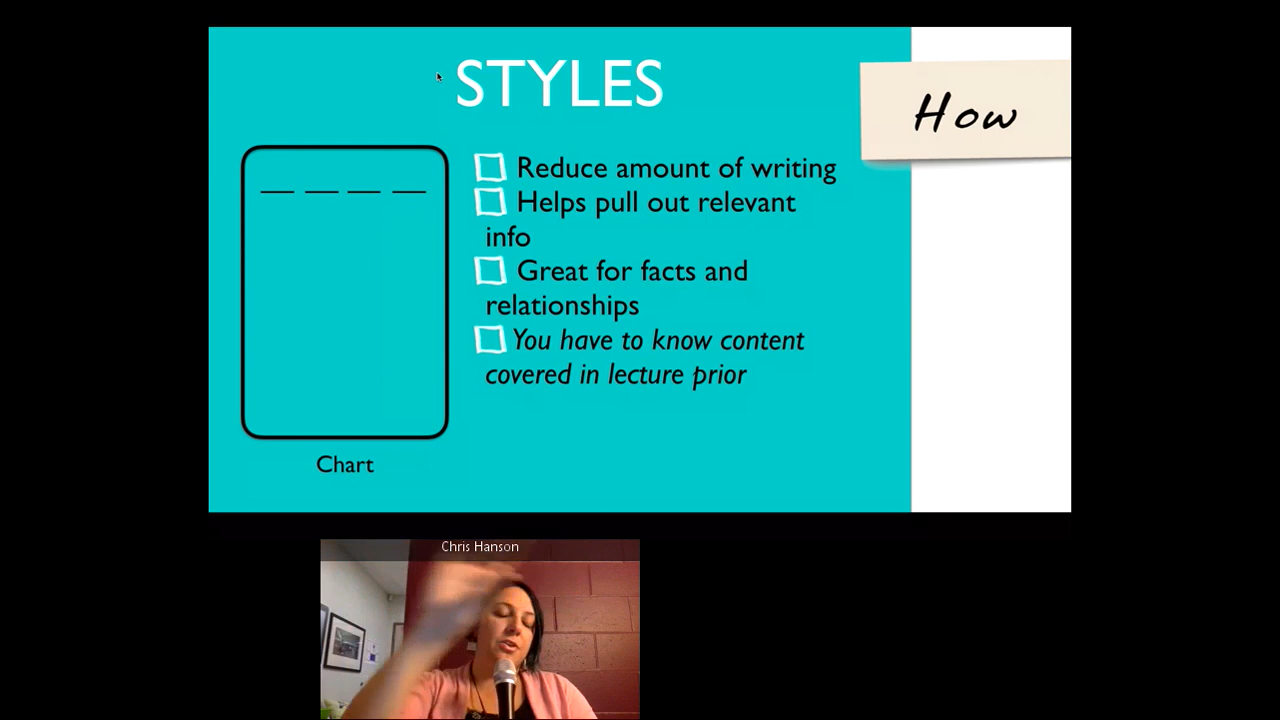 STYLES
How
Reduce amount of writing
Helps pull out relevant
info
Great for facts and
relationships
You have to know content
covered in lecture prior
Chart
Chris Hanson